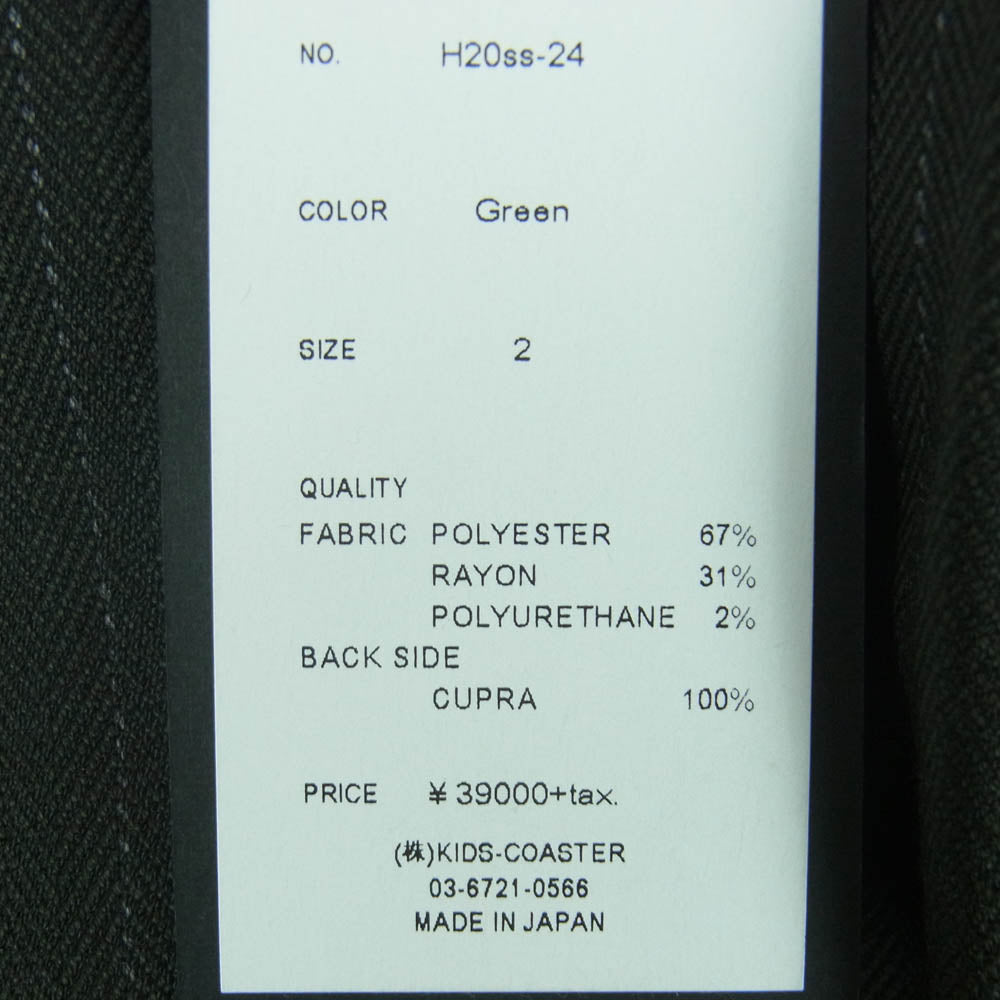 NO. H20ss-24
COLOR Green
SIZE 2
QUALITY
FABRIC POLYESTER 67%
RAYON 31%
POLYURETHANE 2%
BACK SIDE
CUPRA 100%
PRICE ¥ 39000+tax.
(株)KIDS-COASTER
03-6721-0566
MADE IN JAPAN